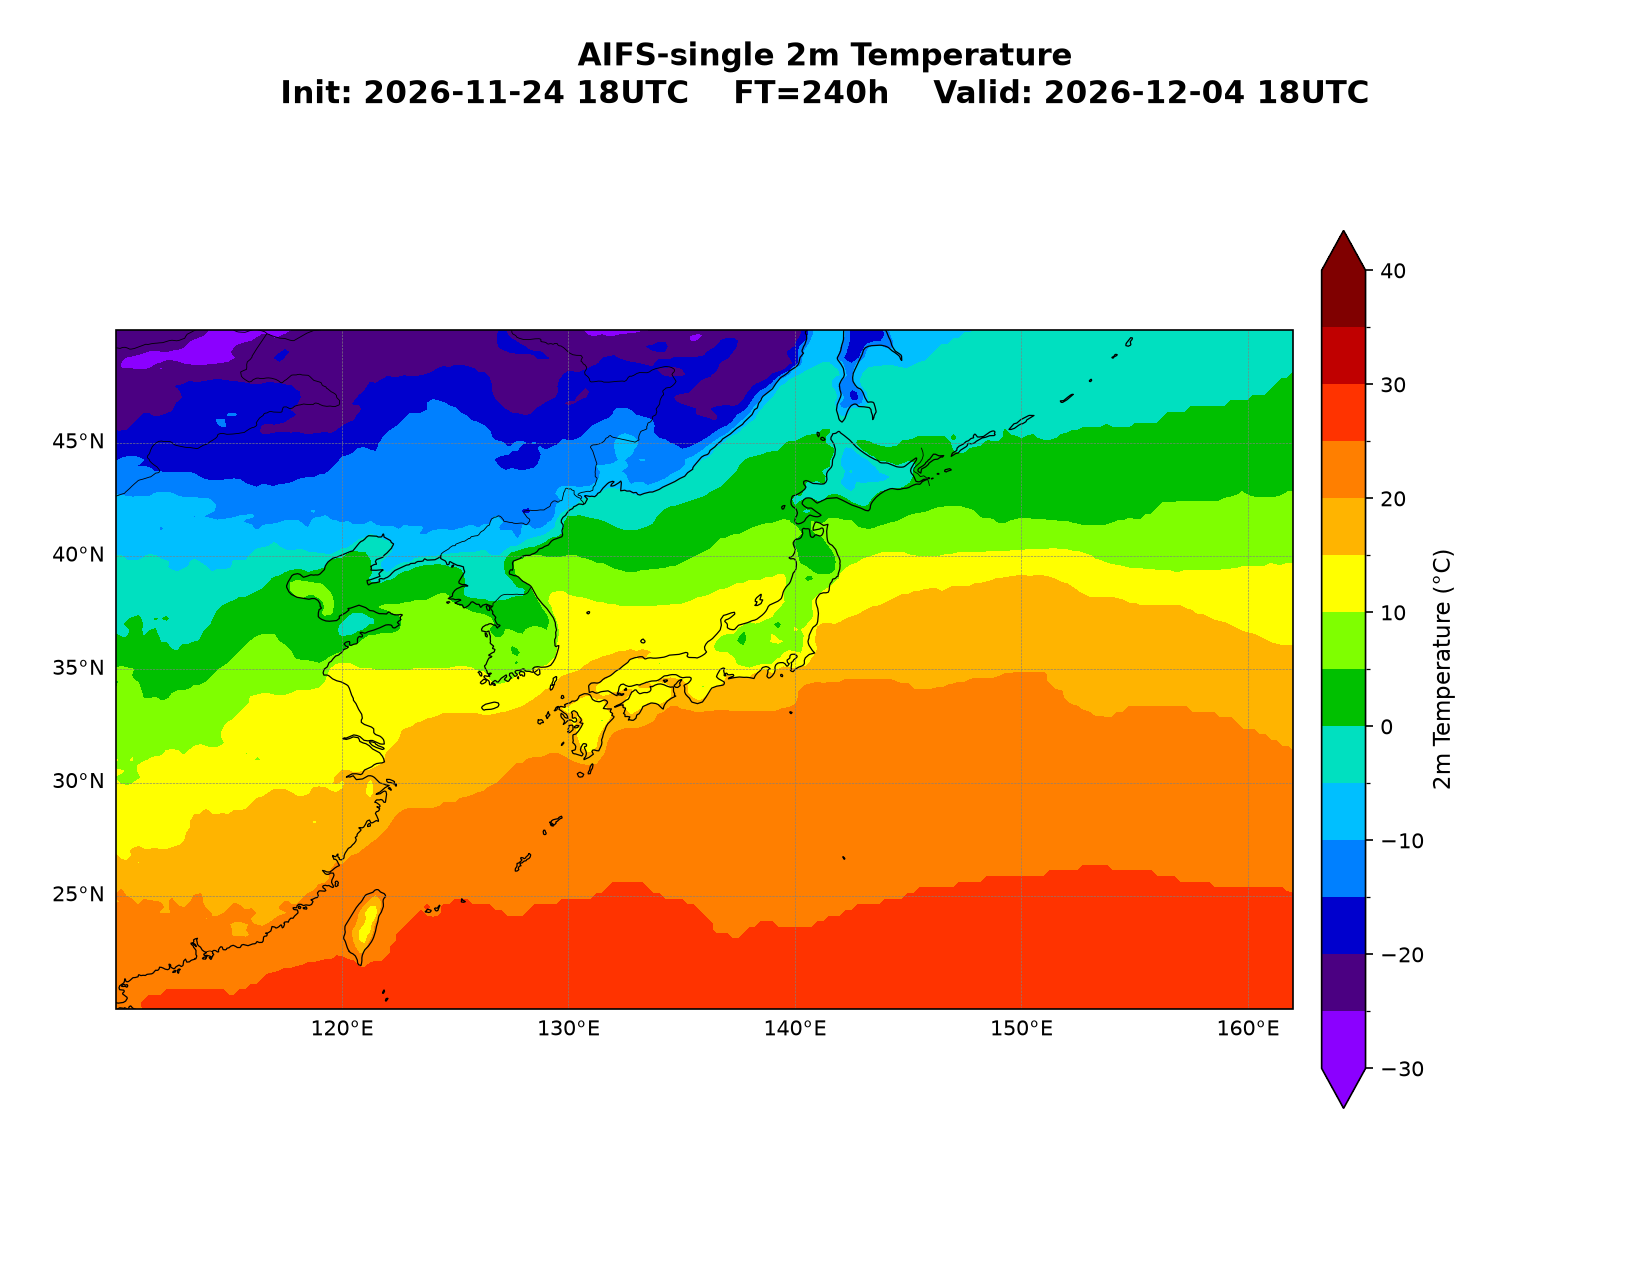 AIFS-single 2m Temperature
Init: 2026-11-24 18UTC    FT=240h    Valid: 2026-12-04 18UTC
45°N
40°N
35°N
30°N
25°N
120°E
130°E
140°E
150°E
160°E
40
30
20
10
0
−10
−20
−30
2m Temperature (°C)